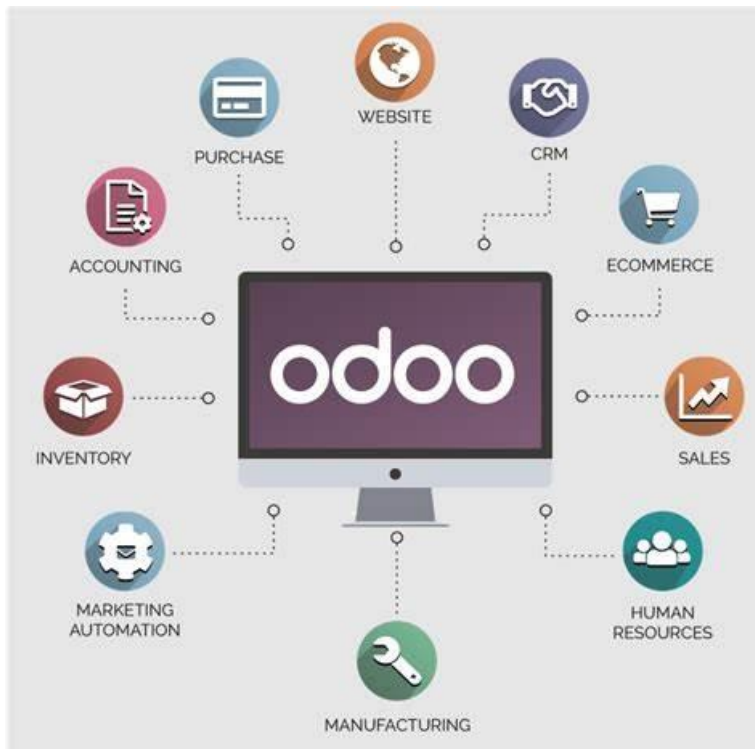 WEBSITE
PURCHASE
CRM
ACCOUNTING
ECOMMERCE
odoo
INVENTORY
SALES
MARKETING
AUTOMATION
HUMAN
RESOURCES
MANUFACTURING